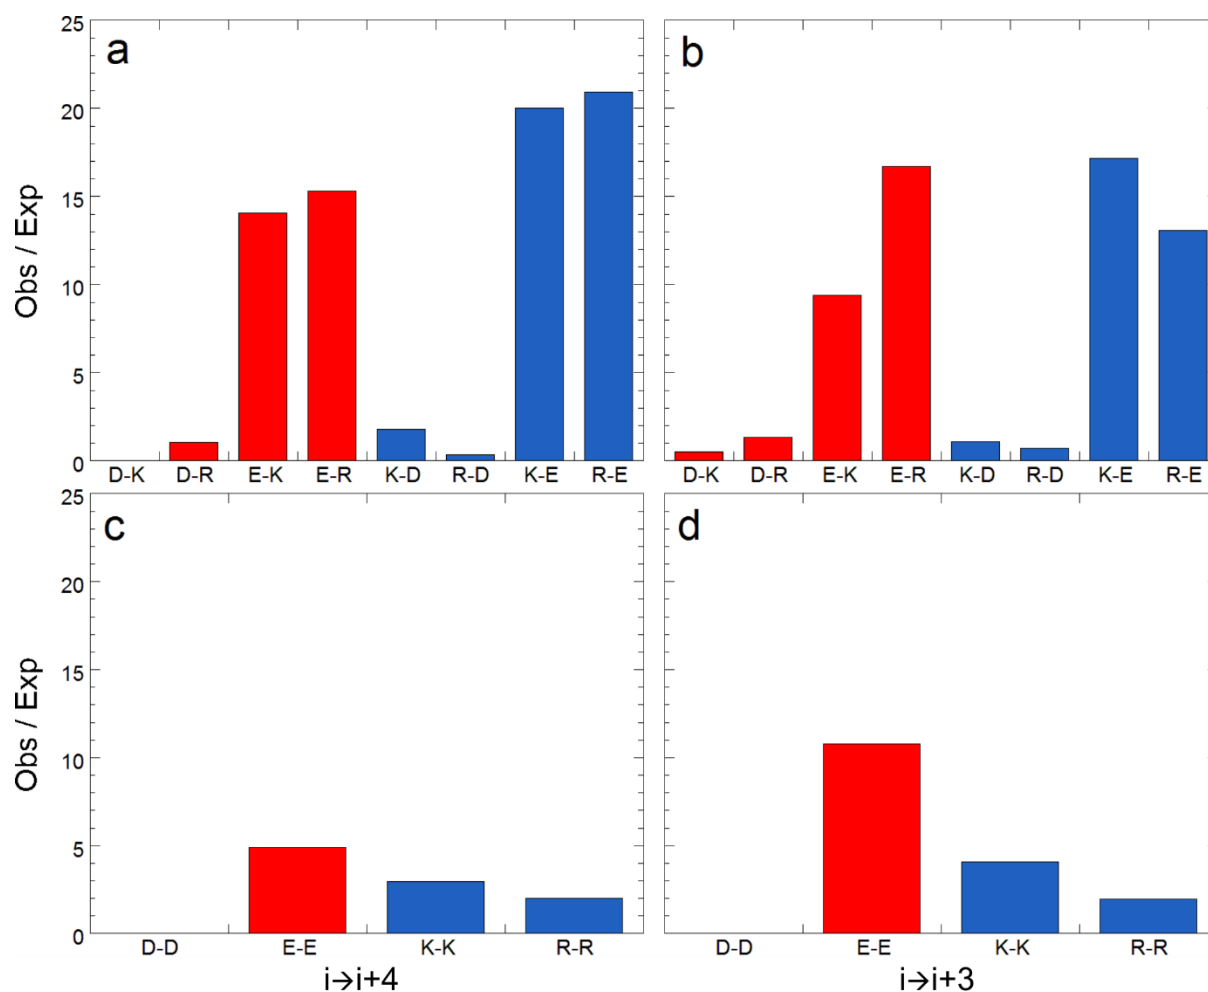 a
Obs / Exp
25
20
15
10
5
0
D-K D-R E-K E-R K-D R-D K-E R-E
b
D-K D-R E-K E-R K-D R-D K-E R-E
c
Obs / Exp
25
20
15
10
5
0
D-D E-E K-K R-R
i→i+4
d
D-D E-E K-K R-R
i→i+3